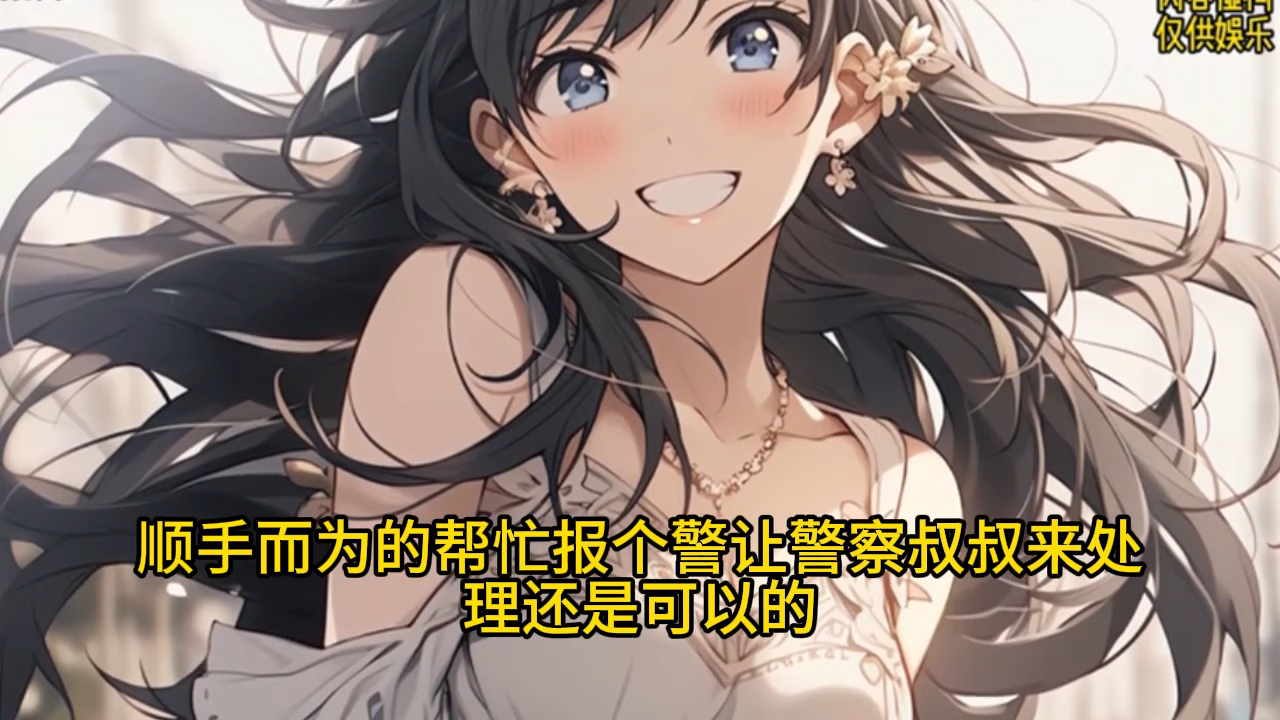 仅供娱乐
顺手而为的帮忙报个警让警察叔叔来处
理还是可以的